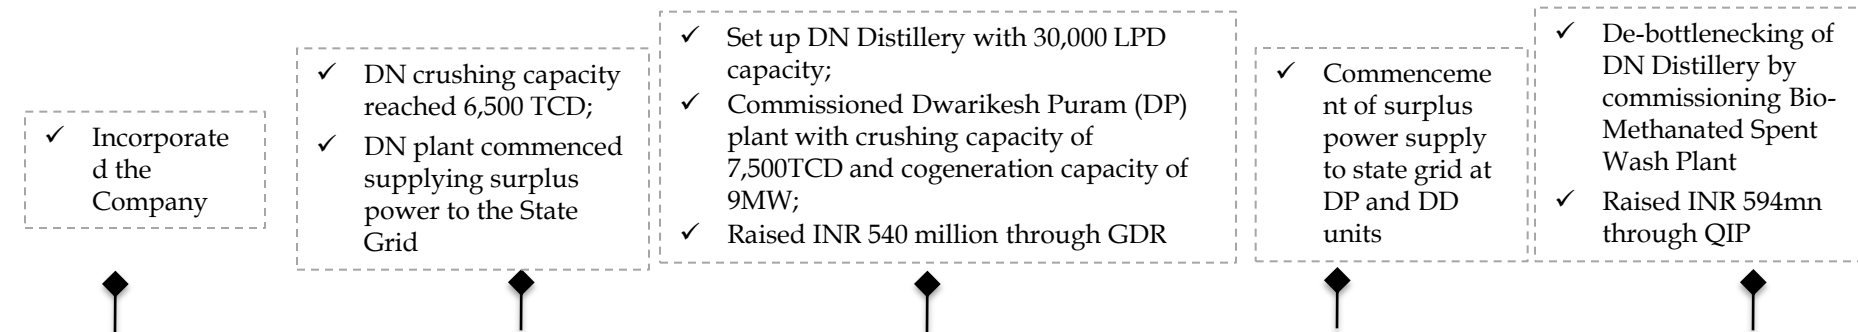 ✓ Incorporate
d the
Company
✓ DN crushing capacity
reached 6,500 TCD;
✓ DN plant commenced
supplying surplus
power to the State
Grid
✓ Set up DN Distillery with 30,000 LPD
capacity;
✓ Commissioned Dwarikesh Puram (DP)
plant with crushing capacity of
7,500TCD and cogeneration capacity of
9MW;
✓ Raised INR 540 million through GDR
✓ Commenceme
nt of surplus
power supply
to state grid at
DP and DD
units
✓ De-bottlenecking of
DN Distillery by
commissioning Bio-
Methanated Spent
Wash Plant
✓ Raised INR 594mn
through QIP